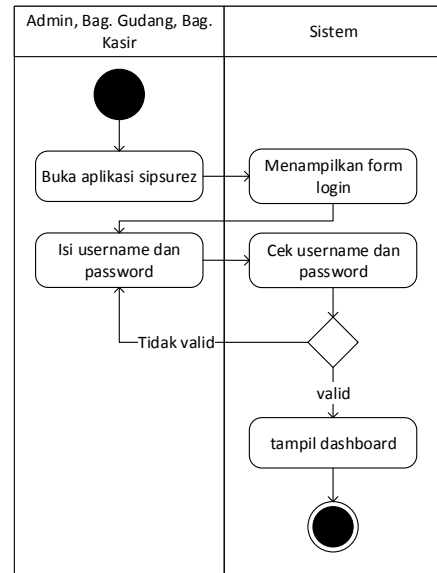 Admin, Bag. Gudang, Bag.
Kasir
Sistem
Buka aplikasi sipsurez
Menampilkan form
login
Isi username dan
password
Cek username dan
password
Tidak valid
valid
tampil dashboard